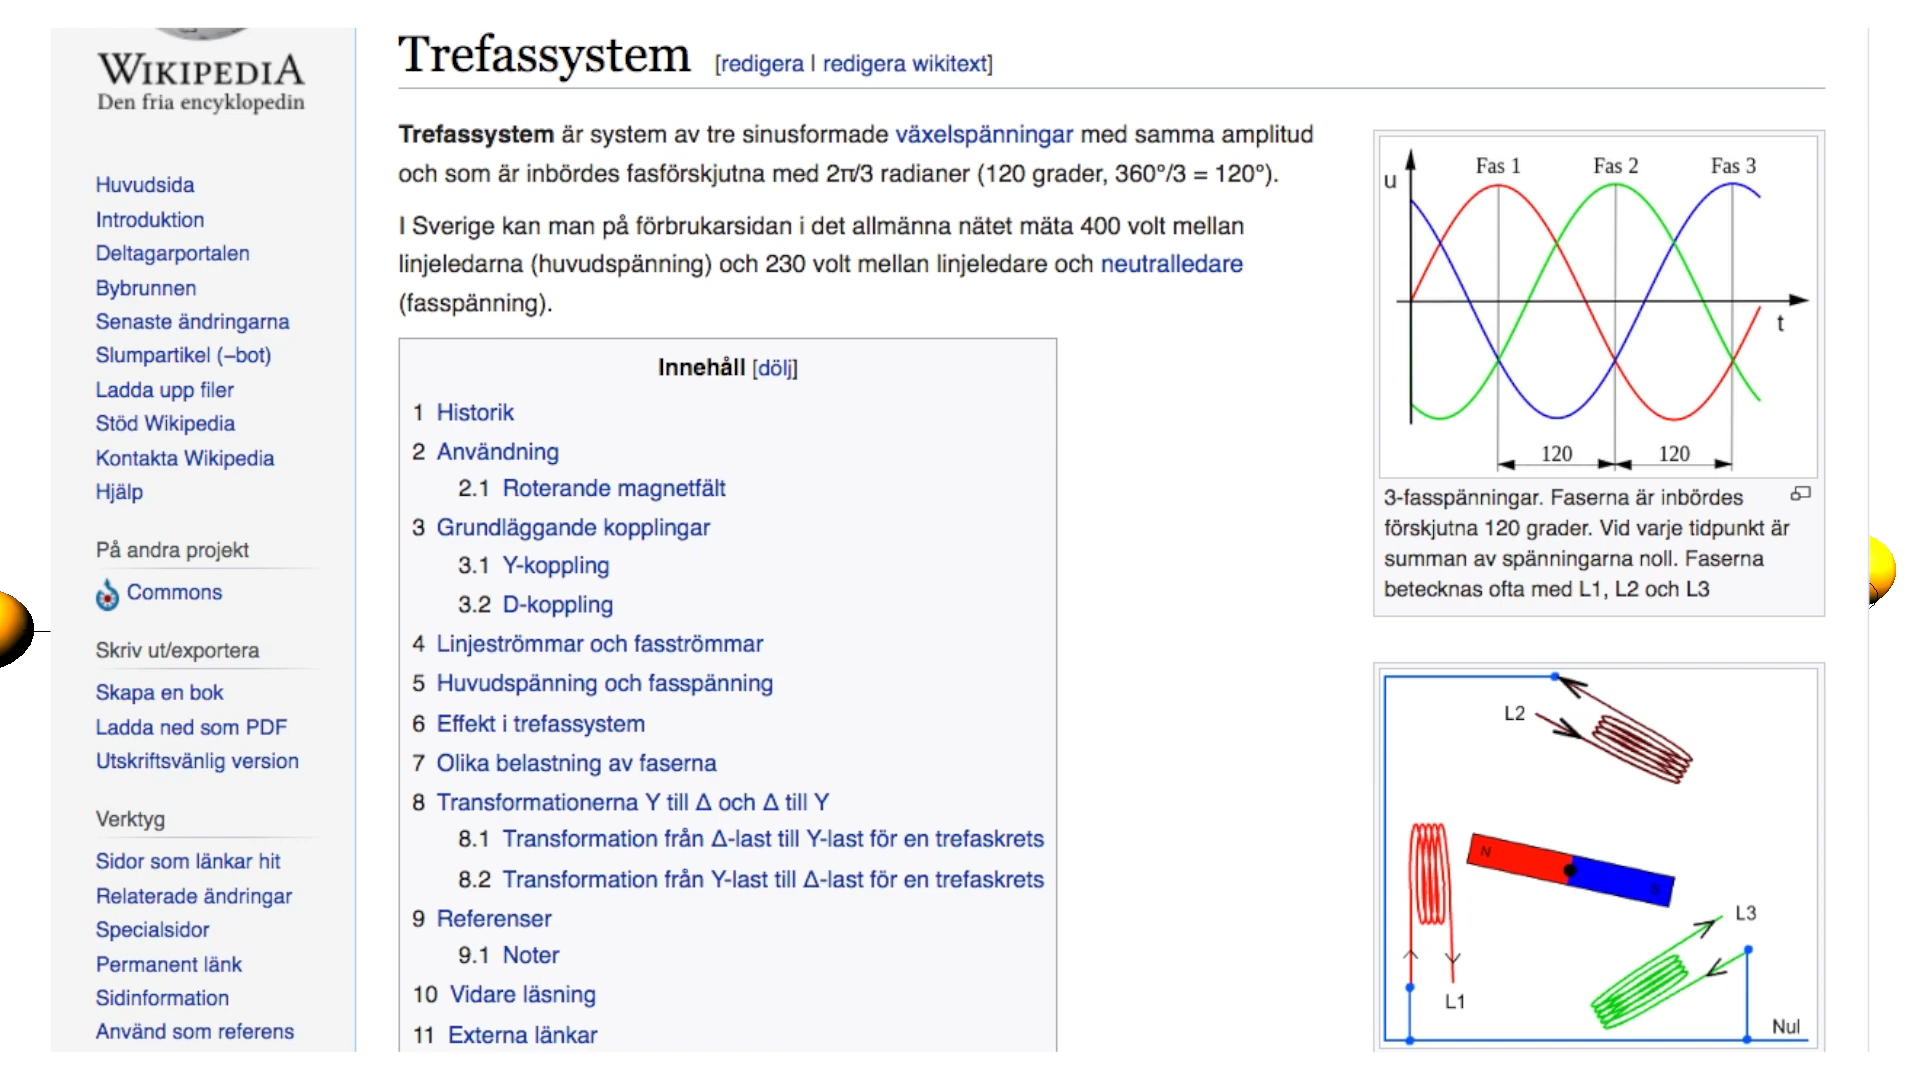 WIKIPEDIA
Den fria encyklopedin
Huvudsida
Introduktion
Deltagarportalen
Bybrunnen
Senaste ändringarna
Slumpartikel (–bot)
Ladda upp filer
Stöd Wikipedia
Kontakta Wikipedia
Hjälp
På andra projekt
Commons
Skriv ut/exportera
Skapa en bok
Ladda ned som PDF
Utskriftsvänlig version
Verktyg
Sidor som länkar hit
Relaterade ändringar
Specialsidor
Permanent länk
Sidinformation
Använd som referens
Trefassystem [redigera | redigera wikitext]
Trefassystem är system av tre sinusformade växelspänningar med samma amplitud
och som är inbördes fasförskjutna med 2π/3 radianer (120 grader, 360°/3 = 120°).
I Sverige kan man på förbrukarsidan i det allmänna nätet mäta 400 volt mellan
linjeledarna (huvudspänning) och 230 volt mellan linjeledare och neutralledare
(fasspänning).
Innehåll [dölj]
1 Historik
2 Användning
2.1 Roterande magnetfält
3 Grundläggande kopplingar
3.1 Y-koppling
3.2 D-koppling
4 Linjeströmmar och fasströmmar
5 Huvudspänning och fasspänning
6 Effekt i trefassystem
7 Olika belastning av faserna
8 Transformationerna Y till Δ och Δ till Y
8.1 Transformation från Δ-last till Y-last för en trefaskrets
8.2 Transformation från Y-last till Δ-last för en trefaskrets
9 Referenser
9.1 Noter
10 Vidare läsning
11 Externa länkar
Fas 1 Fas 2 Fas 3
u
t
120 120
3-fasspänningar. Faserna är inbördes
förskjutna 120 grader. Vid varje tidpunkt är
summan av spänningarna noll. Faserna
betecknas ofta med L1, L2 och L3
L2
N
S
L3
L1
Nul